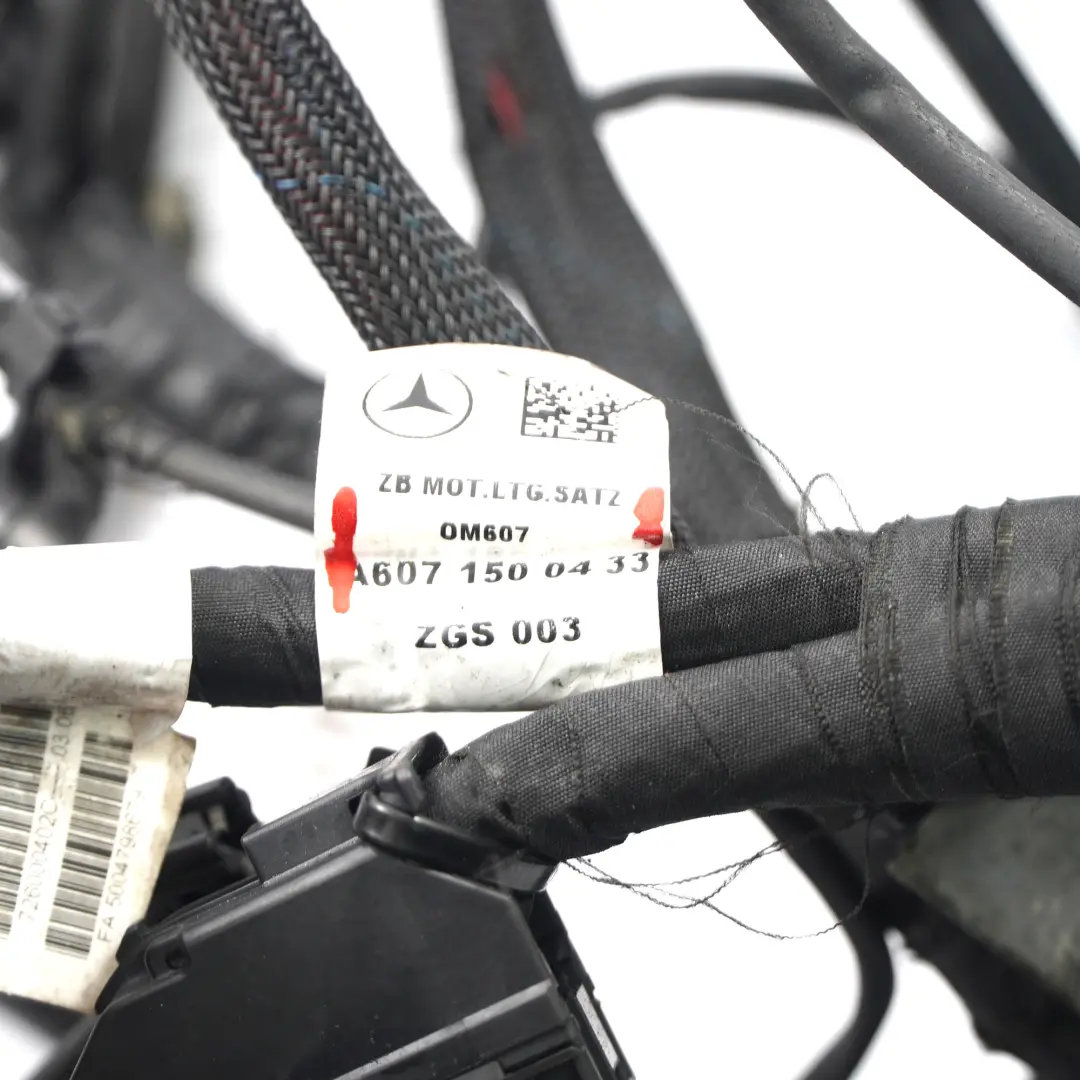 ZB MOT.LTG.SATZ
OM607
A607 150 04 33
ZGS 003